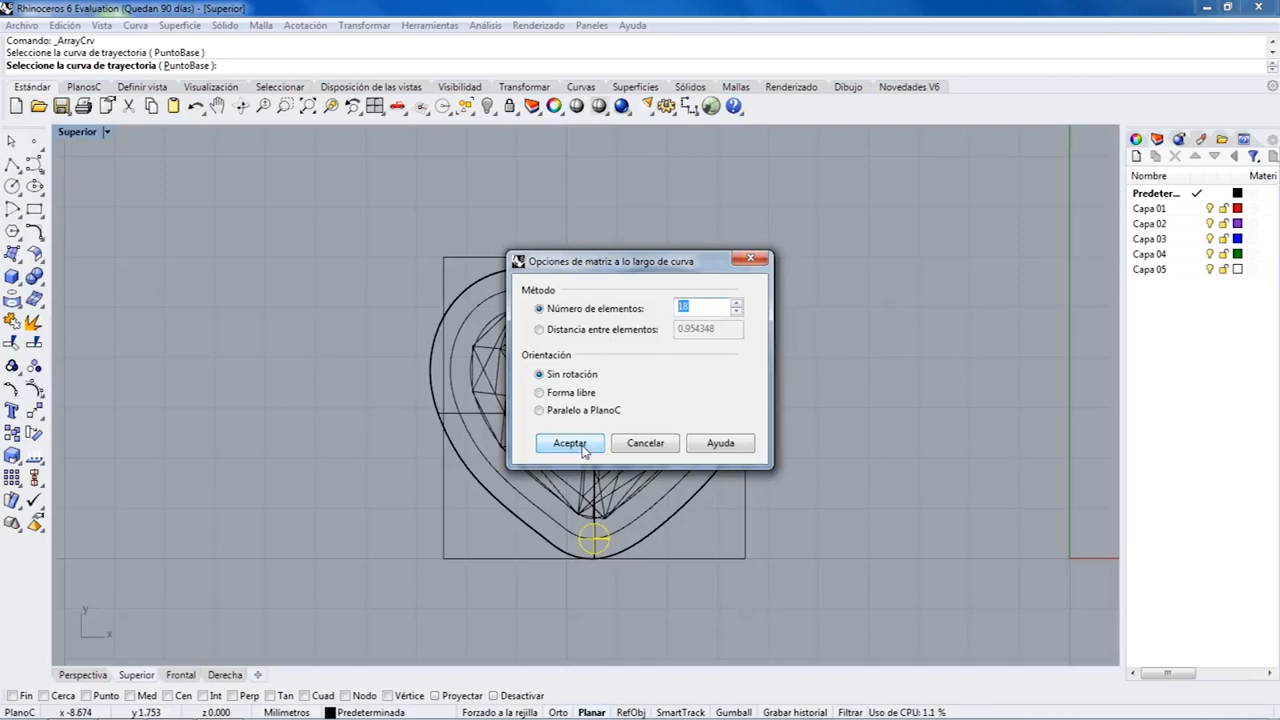 Rhinoceros 6 Evaluation (Quedan 90 días) - [Superior]
Archivo Edición Vista Curva Superficie Sólido Malla Acotación Transformar Herramientas Análisis Renderizado Paneles Ayuda
Comando: _ArrayCrv
Seleccione la curva de trayectoria ( PuntoBase )
Seleccione la curva de trayectoria ( PuntoBase ):
Estándar PlanosC Definir vista Visualización Seleccionar Disposición de las vistas Visibilidad Transformar Curvas Superficies Sólidos Mallas Renderizado Dibujo Novedades V6
Superior
Nombre Materi
Predeter...
Capa 01
Capa 02
Capa 03
Capa 04
Capa 05
Opciones de matriz a lo largo de curva
Método
Número de elementos: 18
Distancia entre elementos: 0.954348
Orientación
Sin rotación
Forma libre
Paralelo a PlanoC
Aceptar Cancelar Ayuda
y
x
Perspectiva Superior Frontal Derecha
Fin Cerca Punto Med Cen Int Perp Tan Cuad Nodo Vértice Proyectar Desactivar
PlanoC x -8.674 y 1.753 z 0.000 Milímetros Predeterminada Forzado a la rejilla Orto Planar RefObj SmartTrack Gumball Grabar historial Filtrar Uso de CPU: 1.1 %